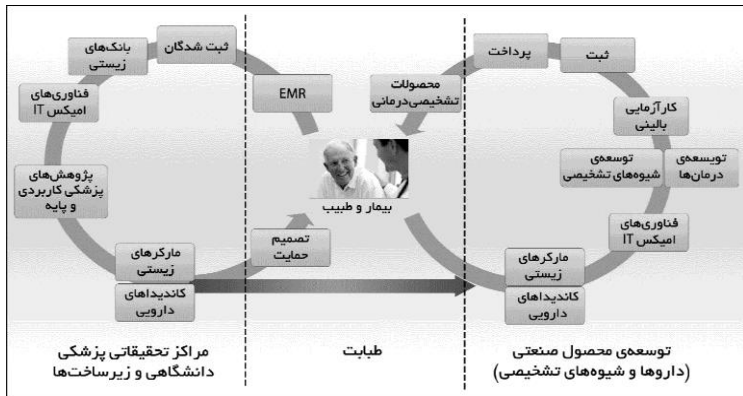 ثبت
پرداخت
محصولات
تشخیصی‌درمانی
کارآزمایی
بالینی
تویسعه‌ی
درمان‌ها
توسعه‌ی
شیوه‌های تشخیصی
فناوری‌های
امیکس IT
مارکرهای
زیستی
کاندیداهای
دارویی
توسعه‌ی محصول صنعتی
(داروها و شیوه‌های تشخیصی)
بیمار و طبیب
طبابت
EMR
ثبت شدگان
بانک‌های
زیستی
فناوری‌های
امیکس IT
پژوهش‌های
پزشکی کاربردی
و پایه
مارکرهای
زیستی
کاندیداهای
دارویی
تصمیم
حمایت
مراکز تحقیقاتی پزشکی
دانشگاهی و زیرساخت‌ها